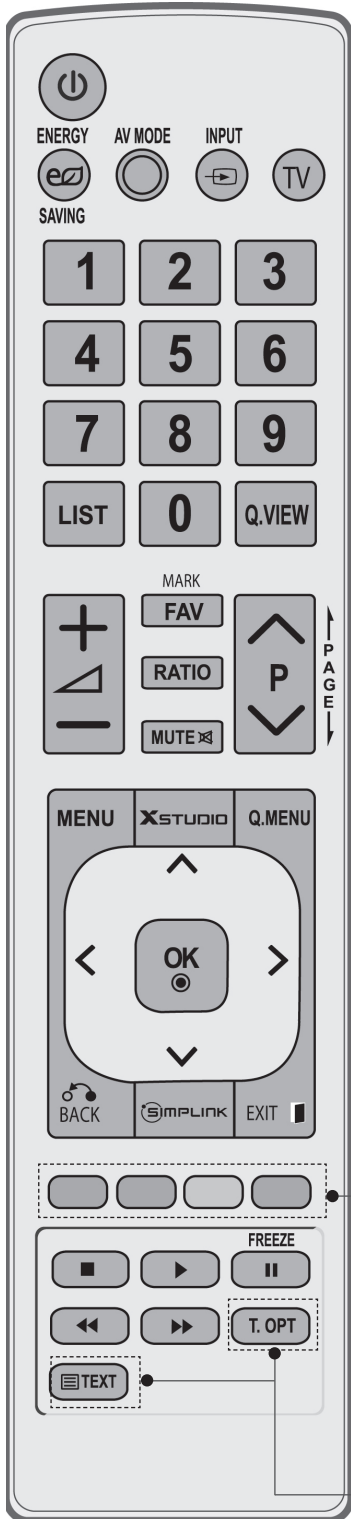 ENERGY AV MODE INPUT
TV
SAVING
1 2 3
4 5 6
7 8 9
LIST 0 Q.VIEW
MARK
FAV
RATIO
P
PAGE
MUTE
MENU XSTUDIO Q.MENU
OK
BACK SIMPLINK EXIT
FREEZE
T. OPT
TEXT